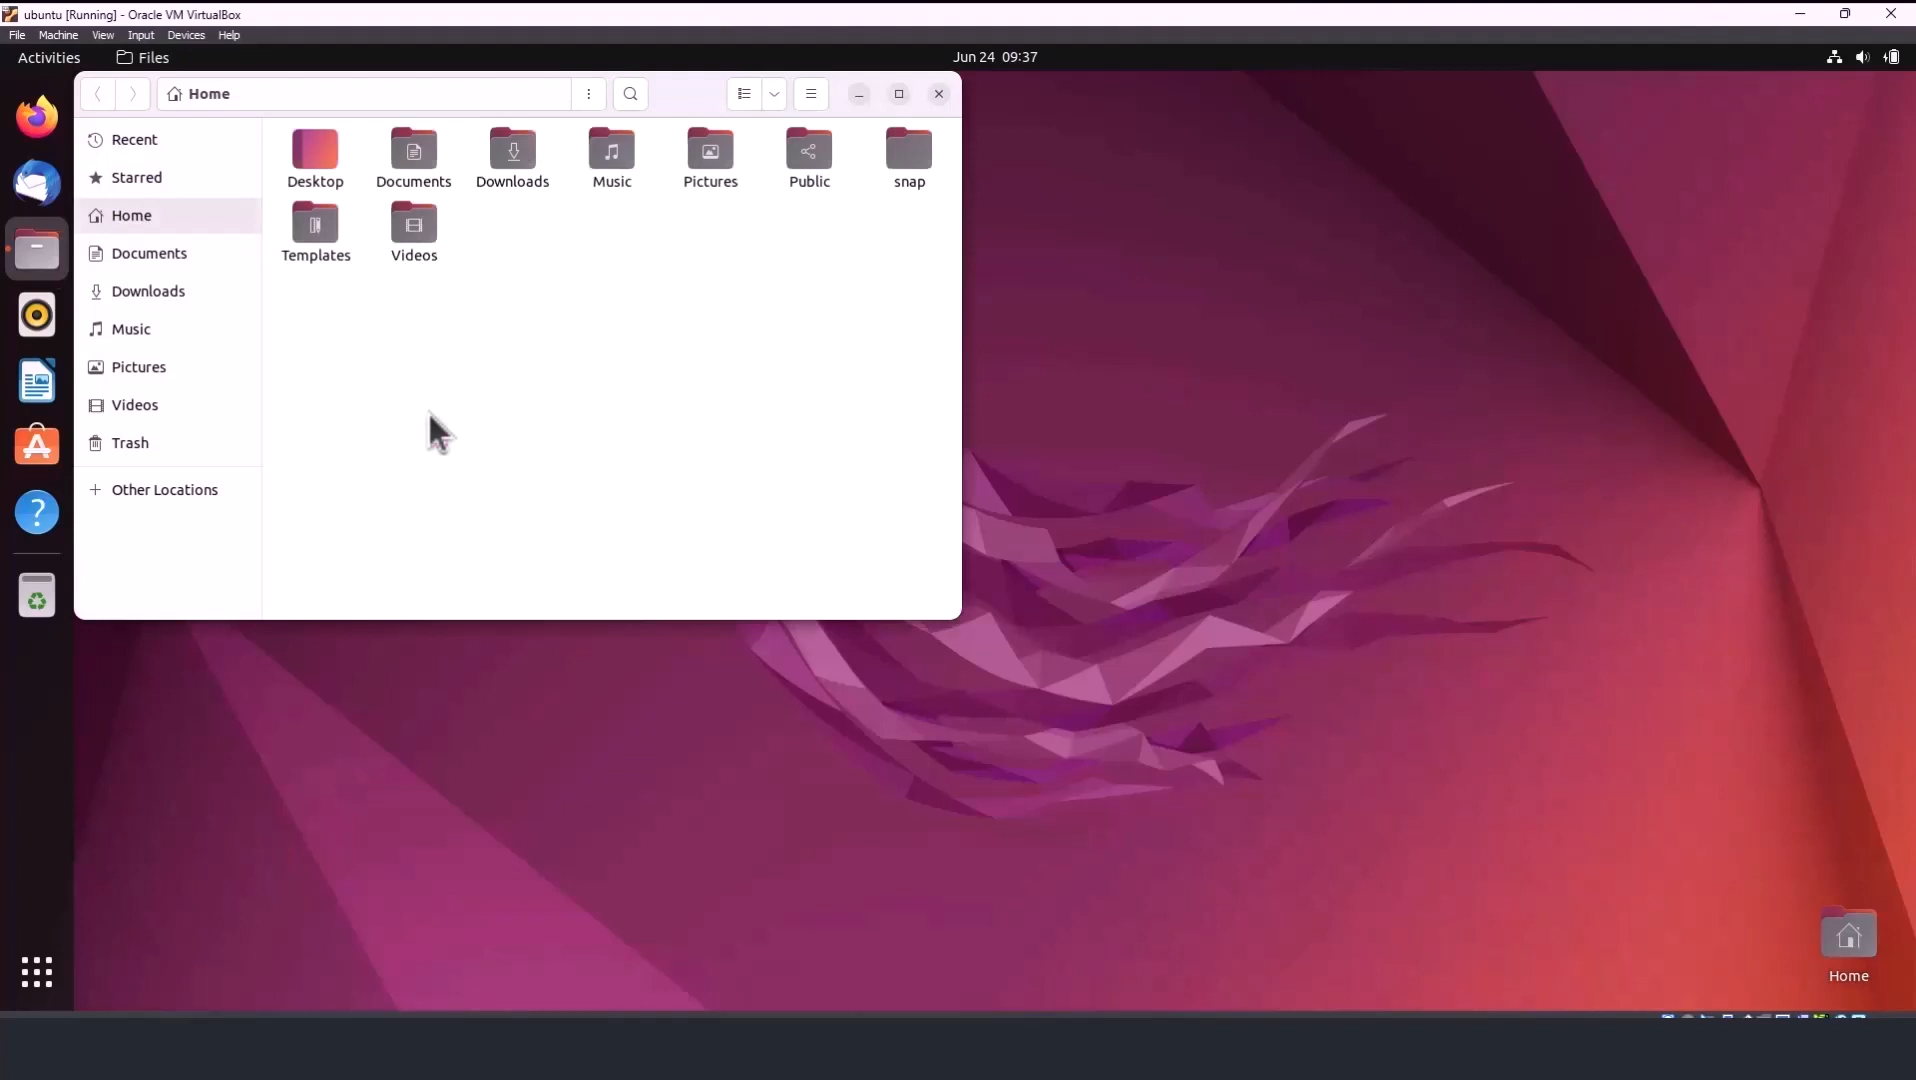 ubuntu [Running] - Oracle VM VirtualBox
File Machine View Input Devices Help
Activities Files Jun 24 09:37
Home
Recent
Starred
Home
Documents
Downloads
Music
Pictures
Videos
Trash
Other Locations
Desktop Documents Downloads Music Pictures Public snap
Templates Videos
Home